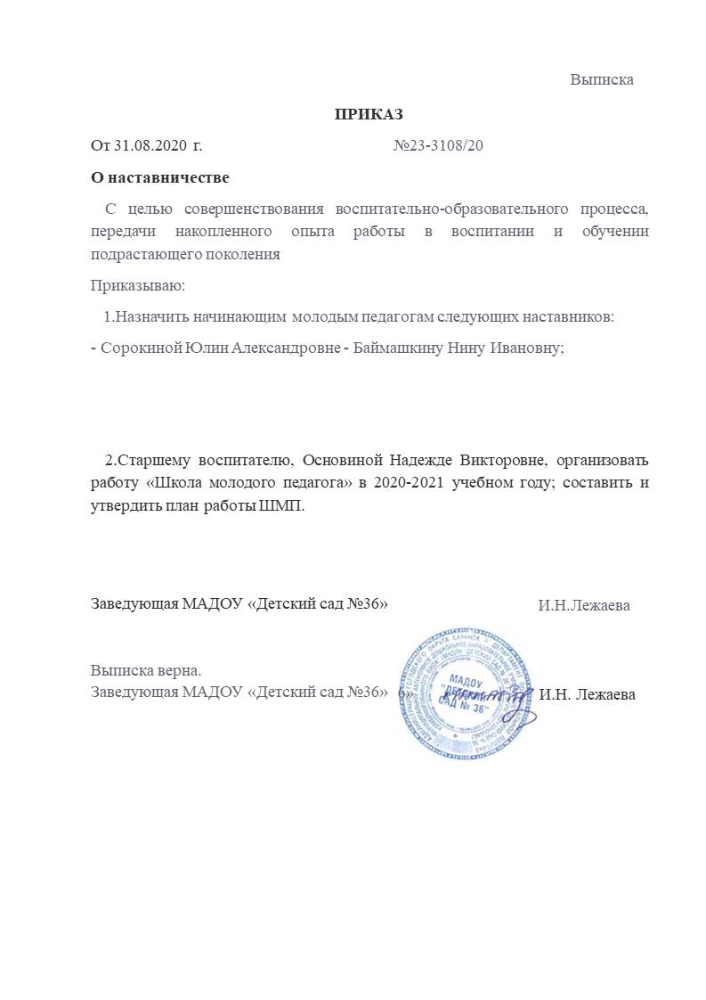 Выписка
ПРИКАЗ
От 31.08.2020 г. №23-3108/20
О наставничестве
С целью совершенствования воспитательно-образовательного процесса,
передачи накопленного опыта работы в воспитании и обучении
подрастающего поколения
Приказываю:
1.Назначить начинающим молодым педагогам следующих наставников:
- Сорокиной Юлии Александровне - Баймашкину Нину Ивановну;
2.Старшему воспитателю, Основиной Надежде Викторовне, организовать
работу «Школа молодого педагога» в 2020-2021 учебном году; составить и
утвердить план работы ШМП.
Заведующая МАДОУ «Детский сад №36» И.Н.Лежаева
Выписка верна.
Заведующая МАДОУ «Детский сад №36» 6» И.Н. Лежаева
МАДОУ
"ДЕТСКИЙ
САД № 36"